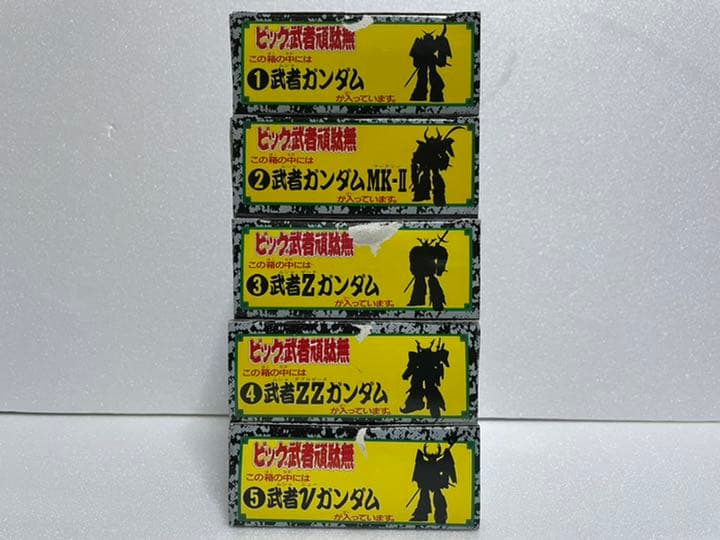 ビッグ武者頑駄無
この箱の中には
①武者ガンダム
が入っています。
ビッグ武者頑駄無
この箱の中には
②武者ガンダムMK-II
が入っています。
ビッグ武者頑駄無
この箱の中には
③武者Zガンダム
が入っています。
ビッグ武者頑駄無
この箱の中には
④武者ZZガンダム
が入っています。
ビッグ武者頑駄無
この箱の中には
⑤武者νガンダム
が入っています。